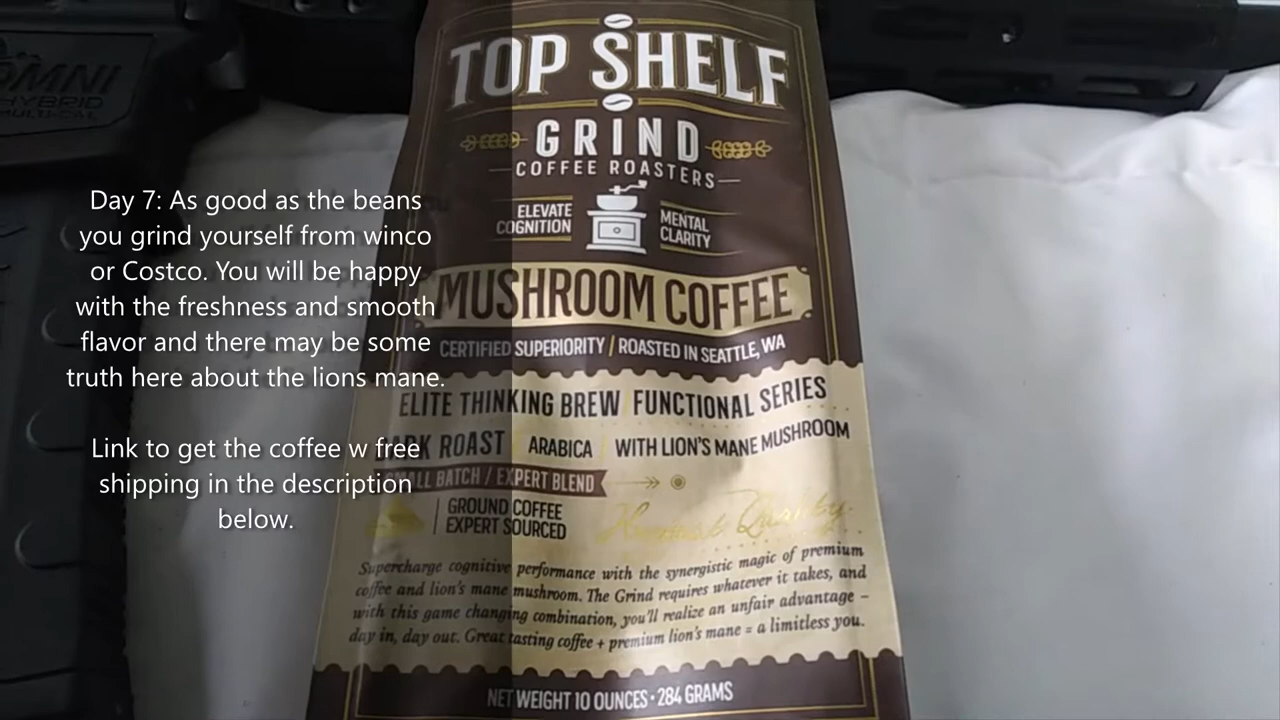 OMNI
HYBRID
MULTI-CAL
TOP SHELF
GRIND
COFFEE ROASTERS
ELEVATE
COGNITION
MENTAL
CLARITY
MUSHROOM COFFEE
CERTIFIED SUPERIORITY / ROASTED IN SEATTLE, WA
ELITE THINKING BREW / FUNCTIONAL SERIES
DARK ROAST | ARABICA | WITH LION'S MANE MUSHROOM
SMALL BATCH / EXPERT BLEND
GROUND COFFEE
EXPERT SOURCED
Supercharge cognitive performance with the synergistic magic of premium
coffee and lion's mane mushroom. The Grind requires whatever it takes, and
with this game changing combination, you'll realize an unfair advantage –
day in, day out. Great tasting coffee + premium lion's mane = a limitless you.
NET WEIGHT 10 OUNCES • 284 GRAMS
Day 7: As good as the beans
you grind yourself from winco
or Costco. You will be happy
with the freshness and smooth
flavor and there may be some
truth here about the lions mane.
Link to get the coffee w free
shipping in the description
below.